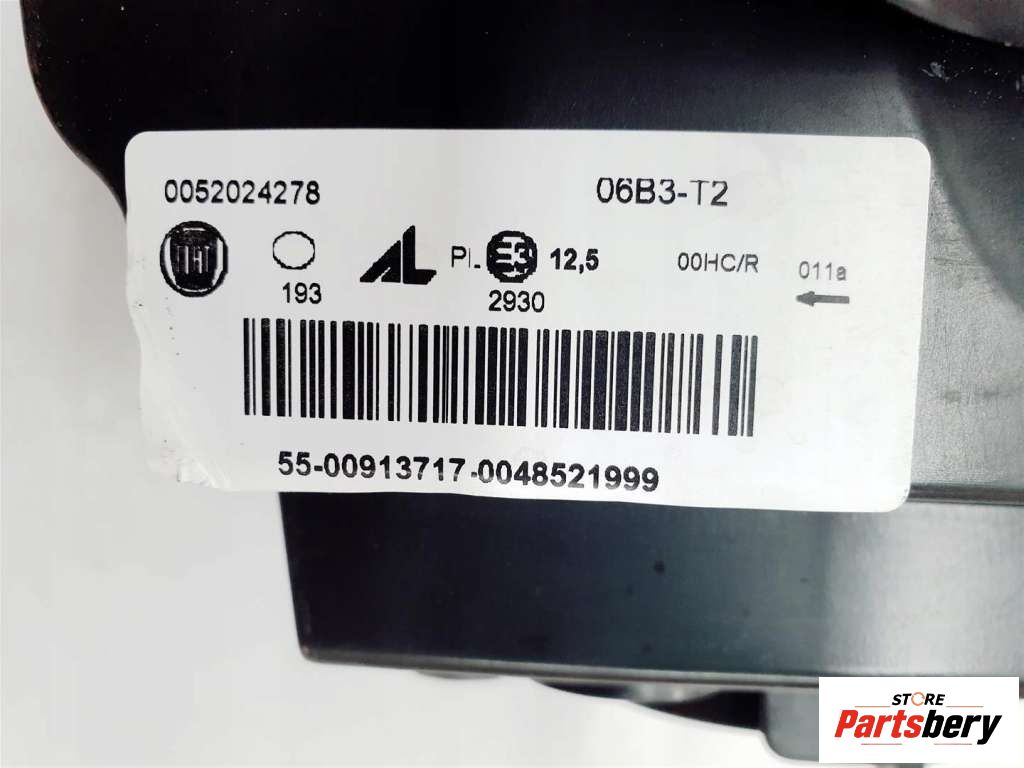 0052024278 06B3-T2
FIAT AL PL E3 12,5 00HC/R 011a
193 2930
55-00913717-0048521999
STORE
Partsbery